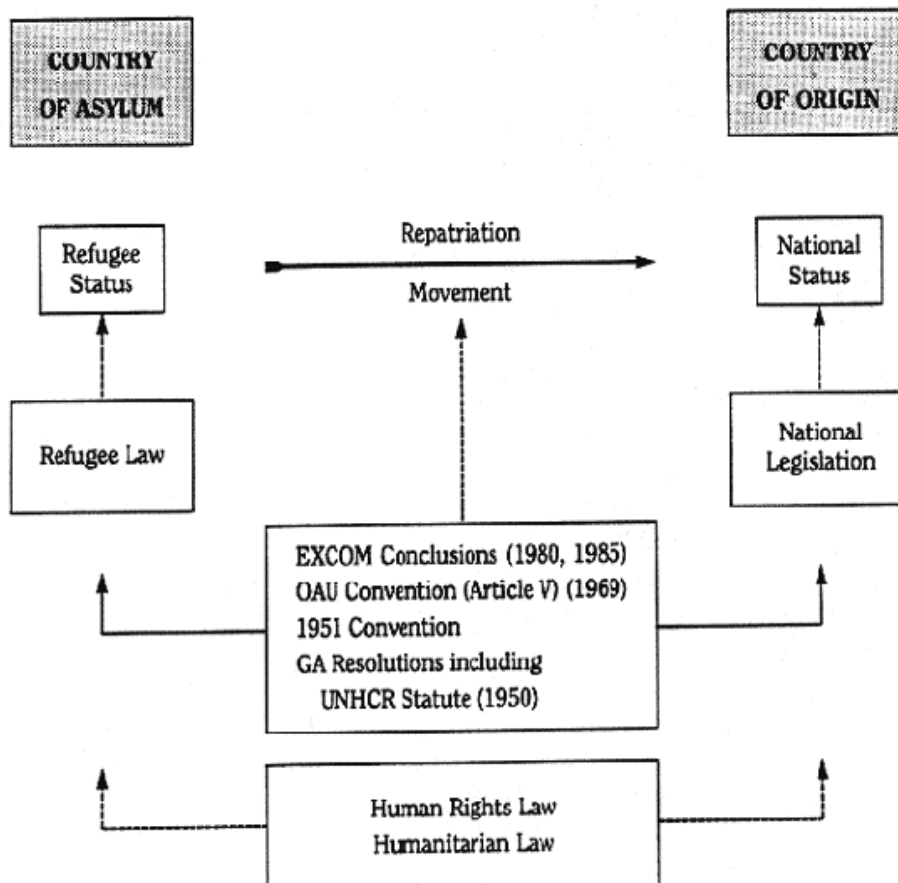 COUNTRY
OF ASYLUM
COUNTRY
OF ORIGIN
Refugee
Status
Repatriation
Movement
National
Status
Refugee Law
National
Legislation
EXCOM Conclusions (1980, 1985)
OAU Convention (Article V) (1969)
1951 Convention
GA Resolutions including
UNHCR Statute (1950)
Human Rights Law
Humanitarian Law